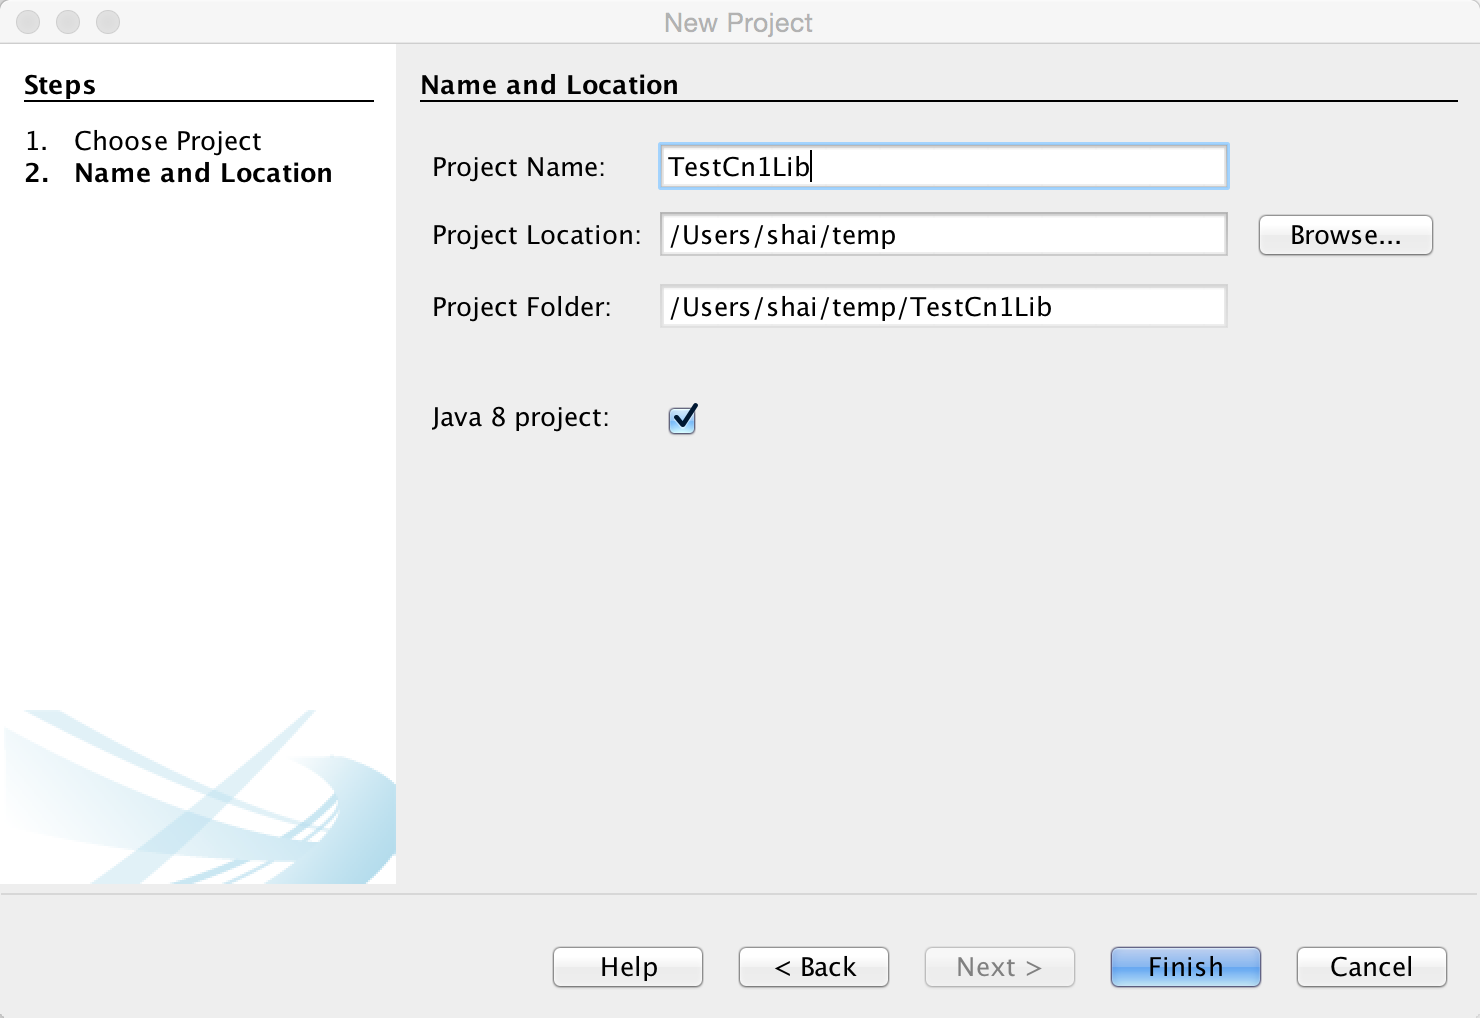 New Project
Steps
1. Choose Project
2. Name and Location
Name and Location
Project Name: TestCn1Lib
Project Location: /Users/shai/temp Browse...
Project Folder: /Users/shai/temp/TestCn1Lib
Java 8 project:
Help < Back Next > Finish Cancel